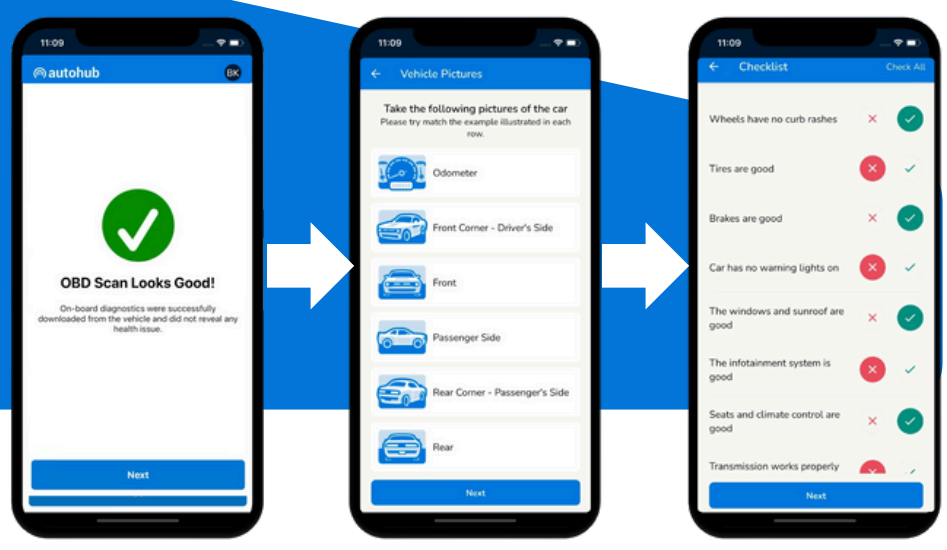 11:09
autohub
BK
OBD Scan Looks Good!
On-board diagnostics were successfully
downloaded from the vehicle and did not reveal any
health issue.
Next
11:09
Vehicle Pictures
Take the following pictures of the car
Please try match the example illustrated in each
row.
Odometer
Front Corner - Driver's Side
Front
Passenger Side
Rear Corner - Passenger's Side
Rear
Next
11:09
Checklist
Check All
Wheels have no curb rashes
Tires are good
Brakes are good
Car has no warning lights on
The windows and sunroof are
good
The infotainment system is
good
Seats and climate control are
good
Transmission works properly
Next